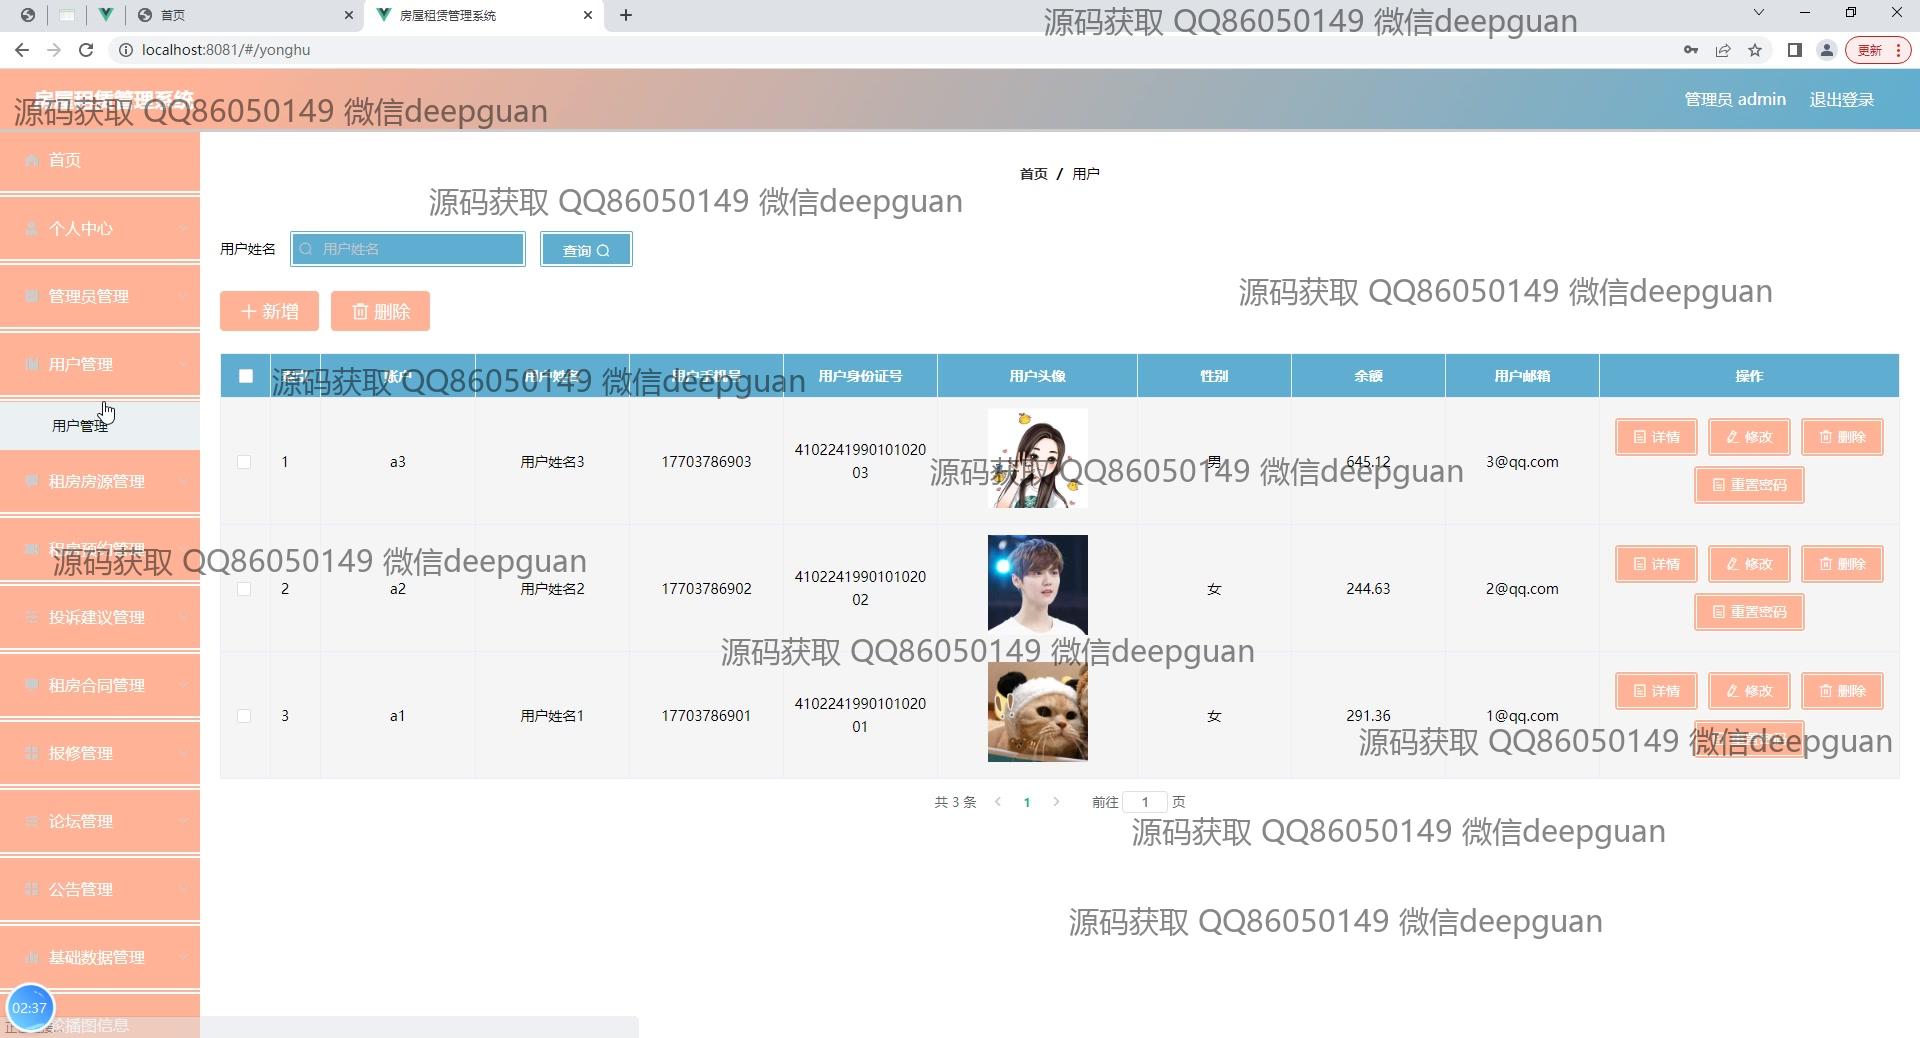 首页
房屋租赁管理系统
源码获取 QQ86050149 微信deepguan
localhost:8081/#/yonghu
更新
房屋租赁管理系统
源码获取 QQ86050149 微信deepguan
管理员 admin
退出登录
首页
个人中心
管理员管理
用户管理
用户管理
租房房源管理
租房预约管理
投诉建议管理
租房合同管理
报修管理
论坛管理
公告管理
基础数据管理
轮播图信息
02:37
首页 / 用户
源码获取 QQ86050149 微信deepguan
用户姓名
用户姓名
查询
源码获取 QQ86050149 微信deepguan
新增
删除
账户 用户姓名 用户手机号 用户身份证号 用户头像 性别 余额 用户邮箱 操作
源码获取 QQ86050149 微信deepguan
1 a3 用户姓名3 17703786903 4102241990101020
03
男 645.12 3@qq.com
详情 修改 删除
重置密码
源码获取 QQ86050149 微信deepguan
源码获取 QQ86050149 微信deepguan
2 a2 用户姓名2 17703786902 4102241990101020
02
女 244.63 2@qq.com
详情 修改 删除
重置密码
源码获取 QQ86050149 微信deepguan
3 a1 用户姓名1 17703786901 4102241990101020
01
女 291.36 1@qq.com
详情 修改 删除
源码获取 QQ86050149 微信deepguan
共 3 条
1
前往 1 页
源码获取 QQ86050149 微信deepguan
源码获取 QQ86050149 微信deepguan